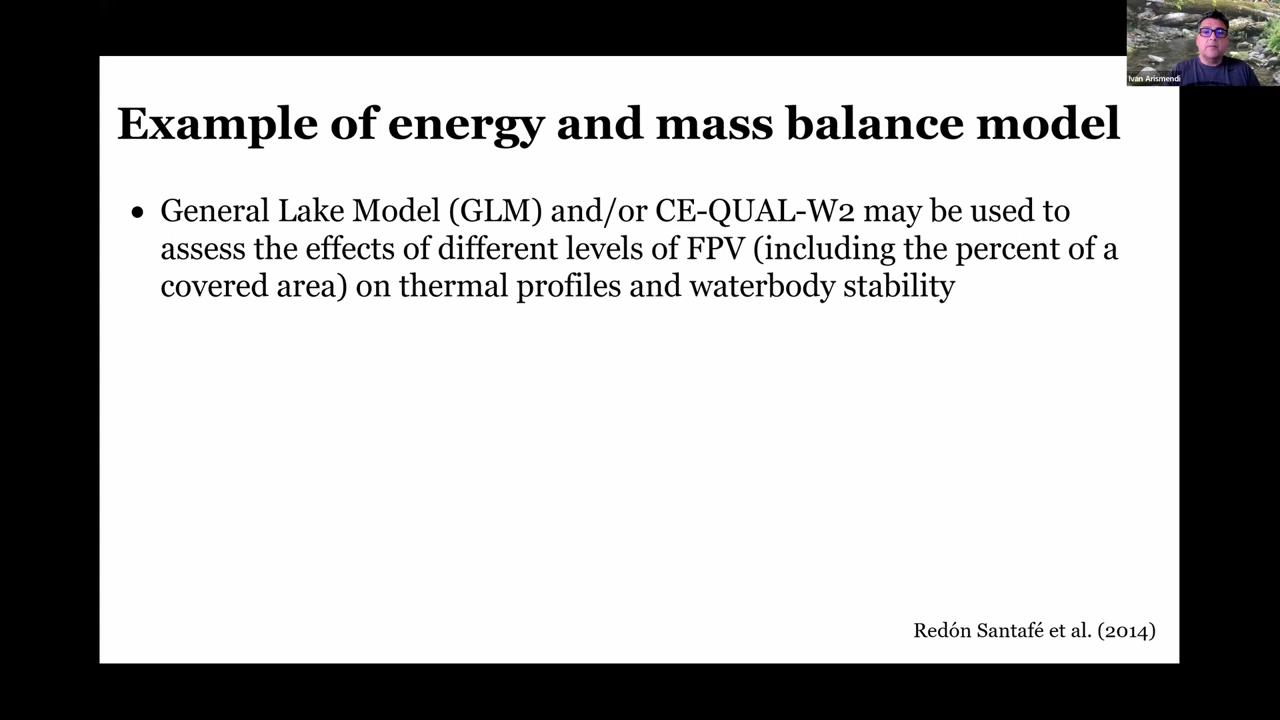 Ivan Arismendi
Example of energy and mass balance model
• General Lake Model (GLM) and/or CE-QUAL-W2 may be used to
assess the effects of different levels of FPV (including the percent of a
covered area) on thermal profiles and waterbody stability
Redón Santafé et al. (2014)